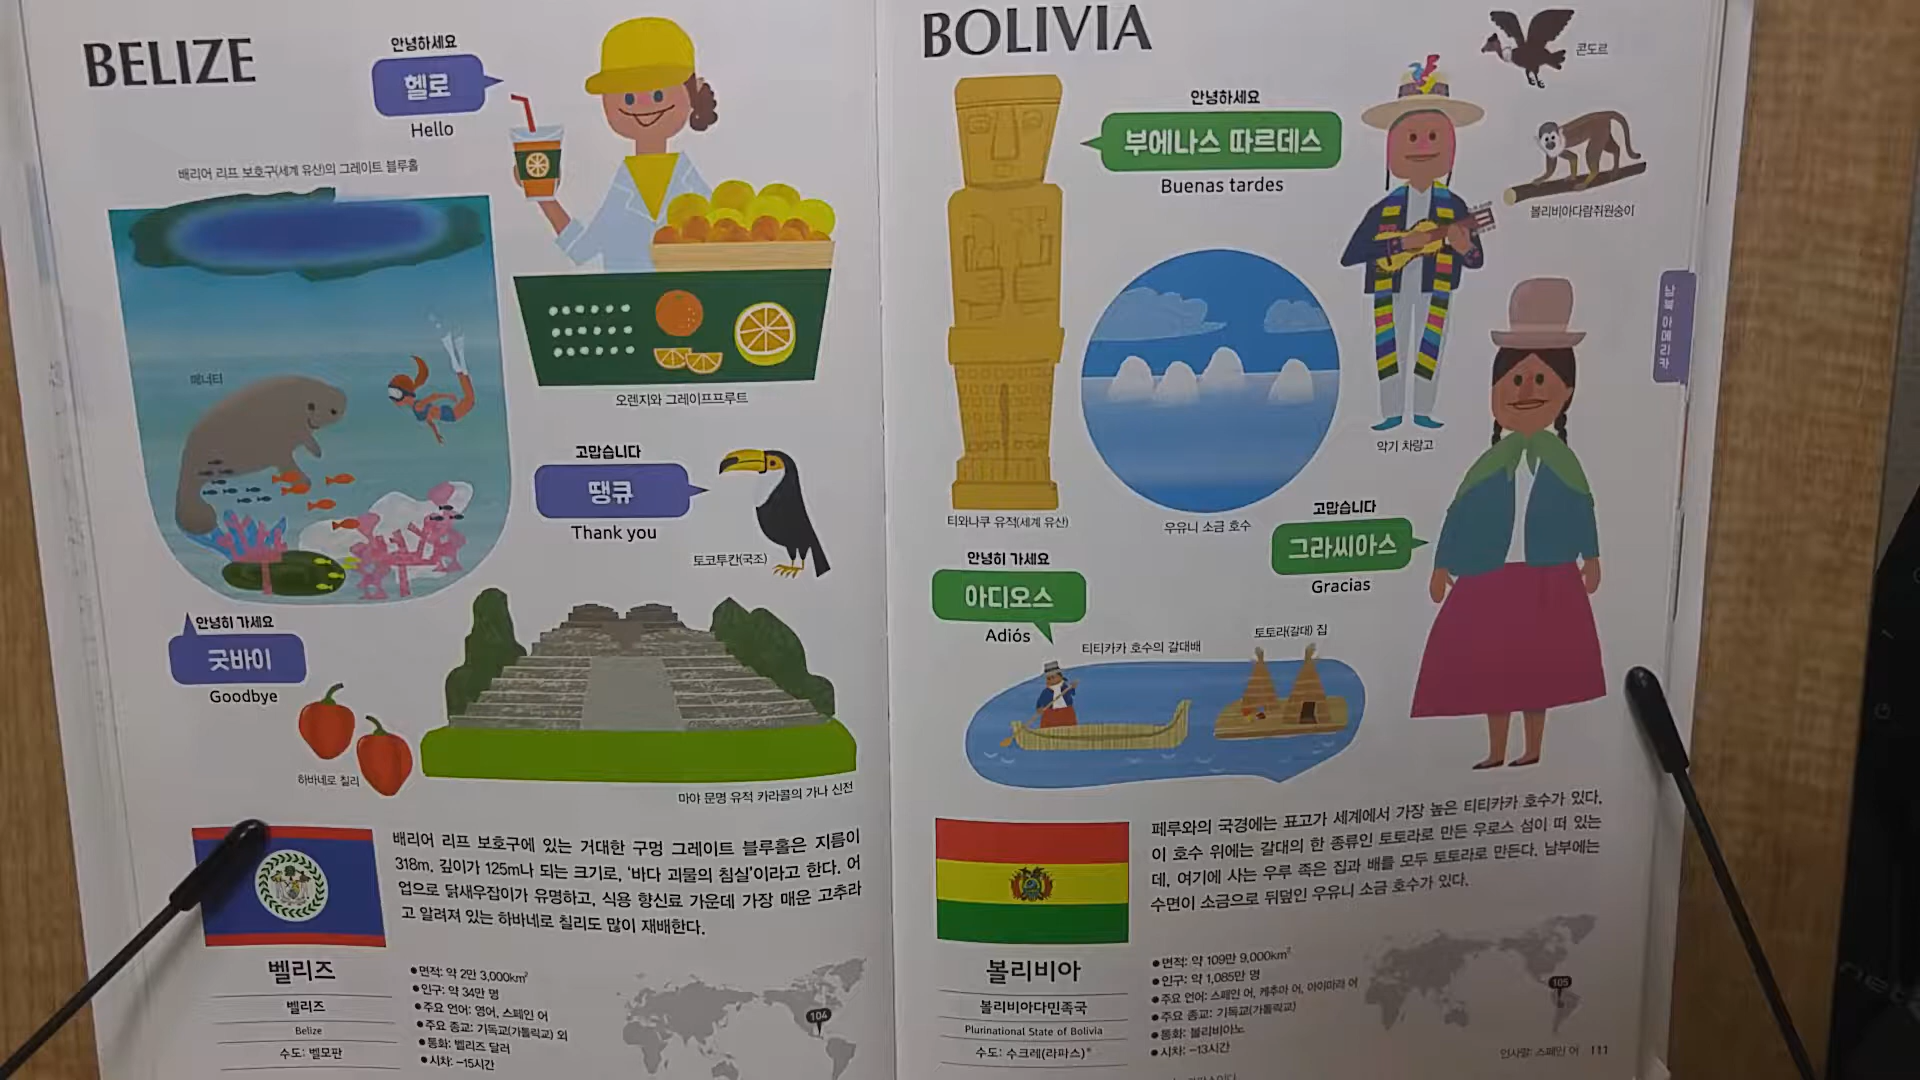 BELIZE
안녕하세요
헬로
Hello
배리어 리프 보호구(세계 유산)의 그레이트 블루홀
매너티
오렌지와 그레이프프루트
고맙습니다
땡큐
Thank you
토코투칸(국조)
안녕히 가세요
굿바이
Goodbye
하바네로 칠리
마야 문명 유적 카라콜의 가나 신전
배리어 리프 보호구에 있는 거대한 구멍 그레이트 블루홀은 지름이
318m, 깊이가 125m나 되는 크기로, '바다 괴물의 침실'이라고 한다. 어
업으로 닭새우잡이가 유명하고, 식용 향신료 가운데 가장 매운 고추라
고 알려져 있는 하바네로 칠리도 많이 재배한다.
벨리즈
벨리즈
Belize
수도: 벨모판
● 면적: 약 2만 3,000km²
● 인구: 약 34만 명
● 주요 언어: 영어, 스페인 어
● 주요 종교: 기독교(가톨릭교) 외
● 통화: 벨리즈 달러
● 시차: -15시간
104
BOLIVIA
안녕하세요
부에나스 따르데스
Buenas tardes
콘도르
볼리비아다람쥐원숭이
남북 아메리카
악기 차랑고
티와나쿠 유적(세계 유산)
우유니 소금 호수
고맙습니다
그라씨아스
Gracias
안녕히 가세요
아디오스
Adiós
티티카카 호수의 갈대배
토토라(갈대) 집
페루와의 국경에는 표고가 세계에서 가장 높은 티티카카 호수가 있다.
이 호수 위에는 갈대의 한 종류인 토토라로 만든 우로스 섬이 떠 있는
데, 여기에 사는 우루 족은 집과 배를 모두 토토라로 만든다. 남부에는
수면이 소금으로 뒤덮인 우유니 소금 호수가 있다.
볼리비아
볼리비아다민족국
Plurinational State of Bolivia
수도: 수크레(라파스)*
● 면적: 약 109만 9,000km²
● 인구: 약 1,085만 명
● 주요 언어: 스페인 어, 케추아 어, 아이마라 어
● 주요 종교: 기독교(가톨릭교)
● 통화: 볼리비아노
● 시차: -13시간
105
인사말: 스페인 어 111